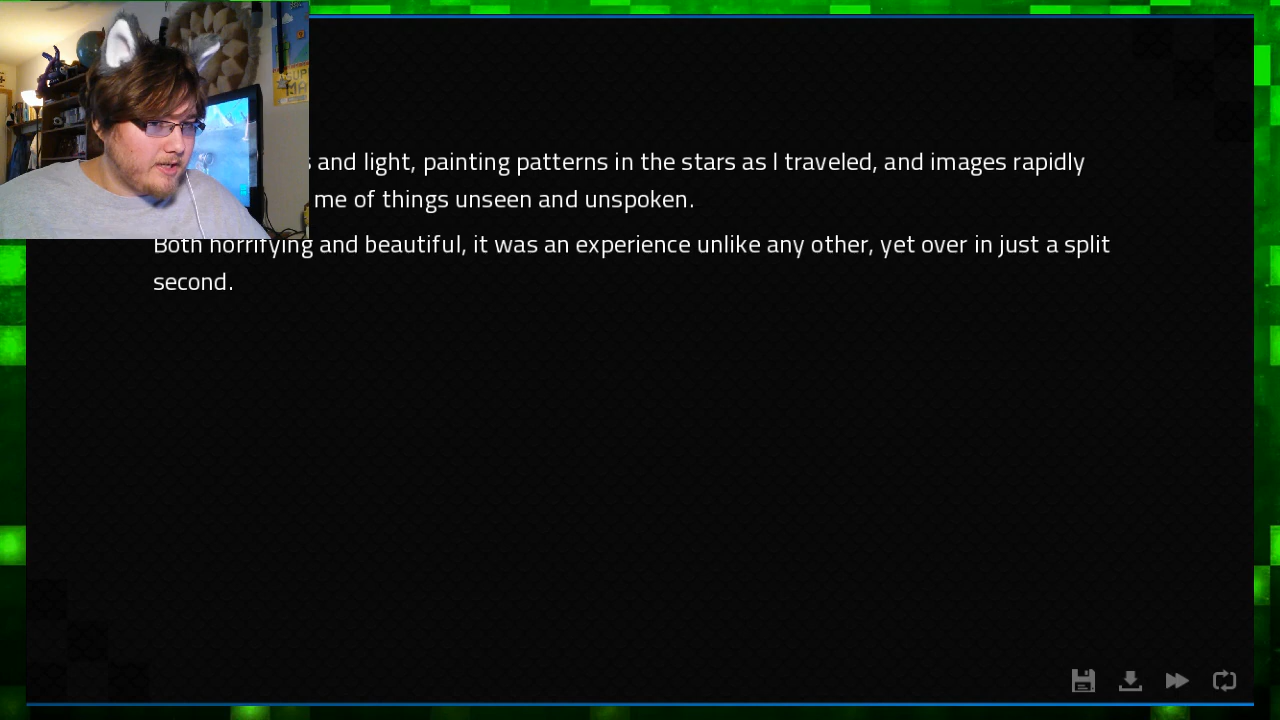 and light, painting patterns in the stars as I traveled, and images rapidly
me of things unseen and unspoken.
Both horrifying and beautiful, it was an experience unlike any other, yet over in just a split
second.